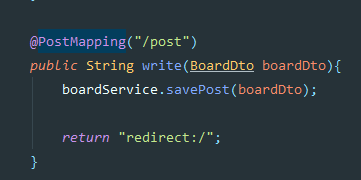 @PostMapping("/post")
public String write(BoardDto boardDto){
boardService.savePost(boardDto);
return "redirect:/";
}